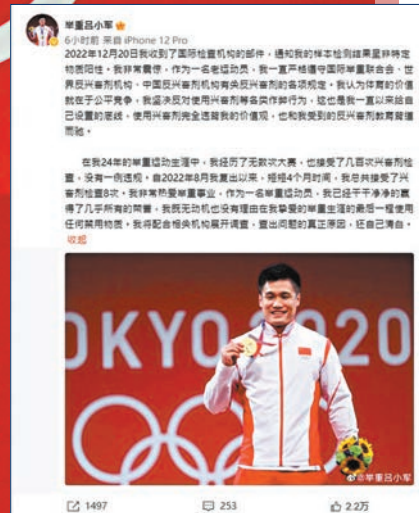 举重吕小军
6小时前 来自 iPhone 12 Pro
2022年12月20日我收到了国际检查机构的邮件，通知我的样本检测结果呈非特定
物质阳性。我非常震惊，作为一名老运动员，我一直严格遵守国际举重联合会、世
界反兴奋剂机构、中国反兴奋剂机构有关反兴奋剂的各项规定。我认为体育的价值
就在于公平竞争，我坚决反对使用兴奋剂等各类作弊行为，这也是我一直以来给自
己设置的底线。使用兴奋剂完全违背我的价值观，也和我受到的反兴奋剂教育背道
而驰。
在我24年的举重运动生涯中，我经历了无数次大赛，也接受了几百次兴奋剂检
查，没有一例违规。自2022年8月我复出以来，短短4个月时间，我总共接受了兴
奋剂检查8次。我非常热爱举重事业，作为一名举重运动员，我已经干干净净的赢
得了几乎所有的荣誉，我既无动机也没有理由在我挚爱的举重生涯的最后一程使用
任何禁用物质。我将配合相关机构展开调查，查出问题的真正原因，还自己清白。
收起
OKYO 2020
@举重吕小军
1497
253
2.2万